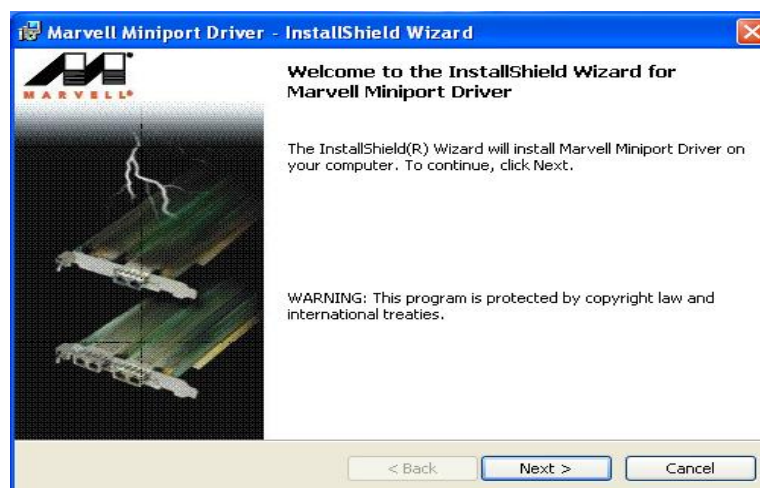 Marvell Miniport Driver - InstallShield Wizard
MARVELL®
Welcome to the InstallShield Wizard for
Marvell Miniport Driver
The InstallShield(R) Wizard will install Marvell Miniport Driver on
your computer. To continue, click Next.
WARNING: This program is protected by copyright law and
international treaties.
< Back
Next >
Cancel